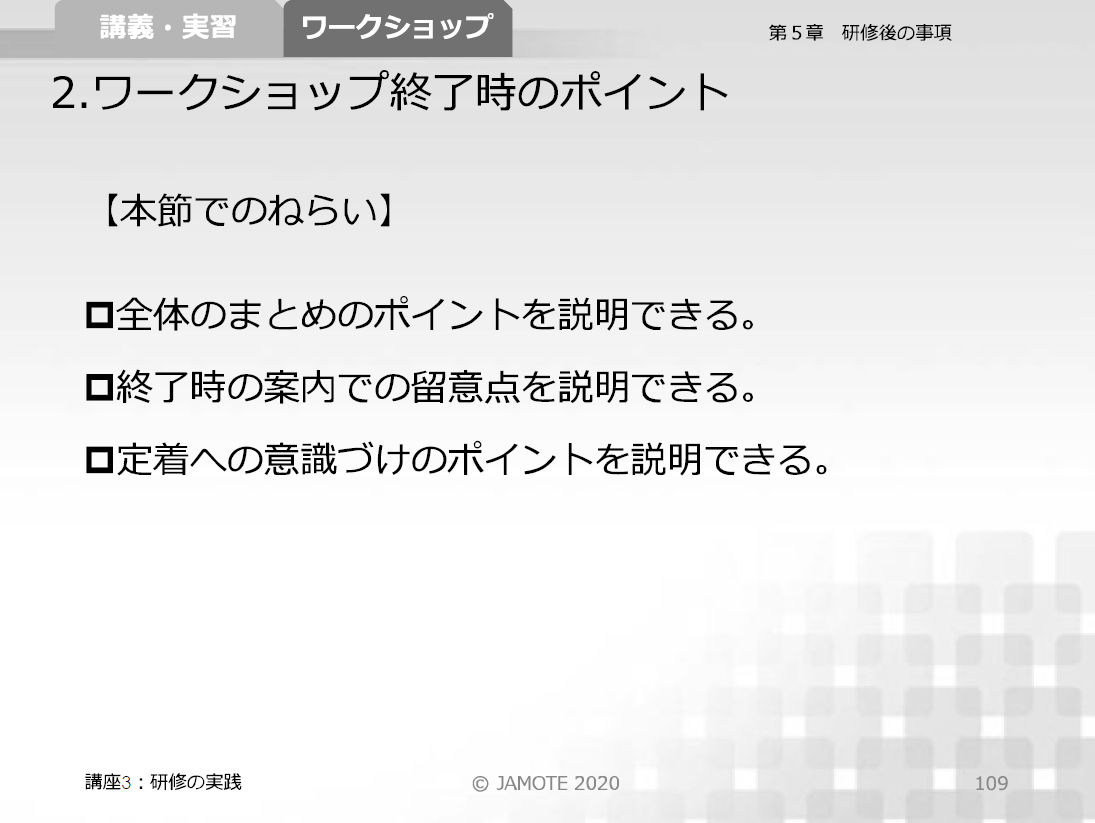 講義・実習
ワークショップ
第５章　研修後の事項
2.ワークショップ終了時のポイント
【本節でのねらい】
全体のまとめのポイントを説明できる。
終了時の案内での留意点を説明できる。
定着への意識づけのポイントを説明できる。
講座3：研修の実践
© JAMOTE 2020
109